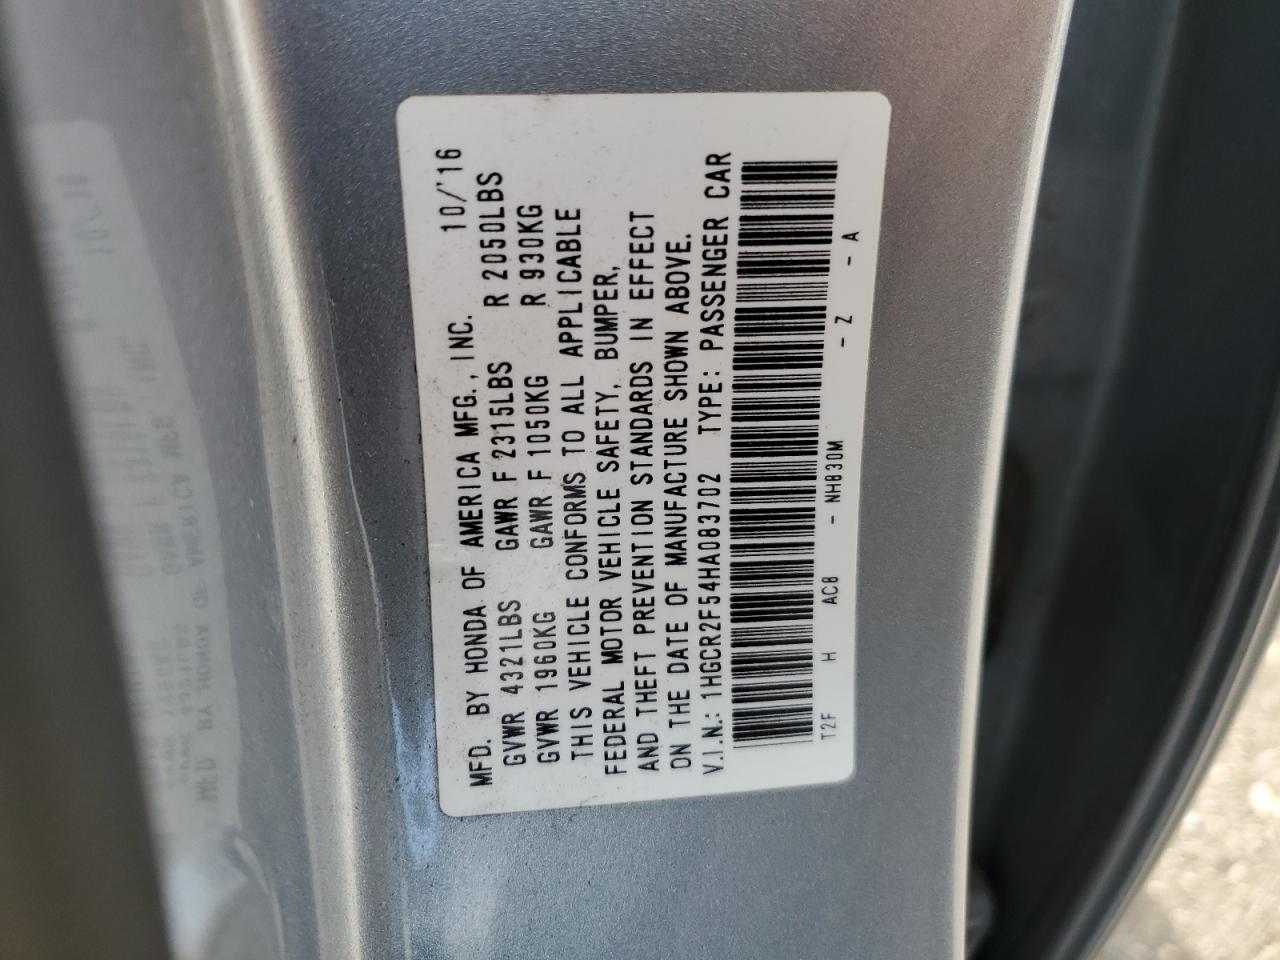 MFD. BY HONDA OF AMERICA MFG., INC. 10/'16
GVWR 4321LBS GAWR F 2315LBS R 2050LBS
GVWR 1960KG GAWR F 1050KG R 930KG
THIS VEHICLE CONFORMS TO ALL APPLICABLE
FEDERAL MOTOR VEHICLE SAFETY, BUMPER,
AND THEFT PREVENTION STANDARDS IN EFFECT
ON THE DATE OF MANUFACTURE SHOWN ABOVE.
V.I.N.: 1HGCR2F54HA083702 TYPE: PASSENGER CAR
T2F H AC8 - NH830M - Z - A